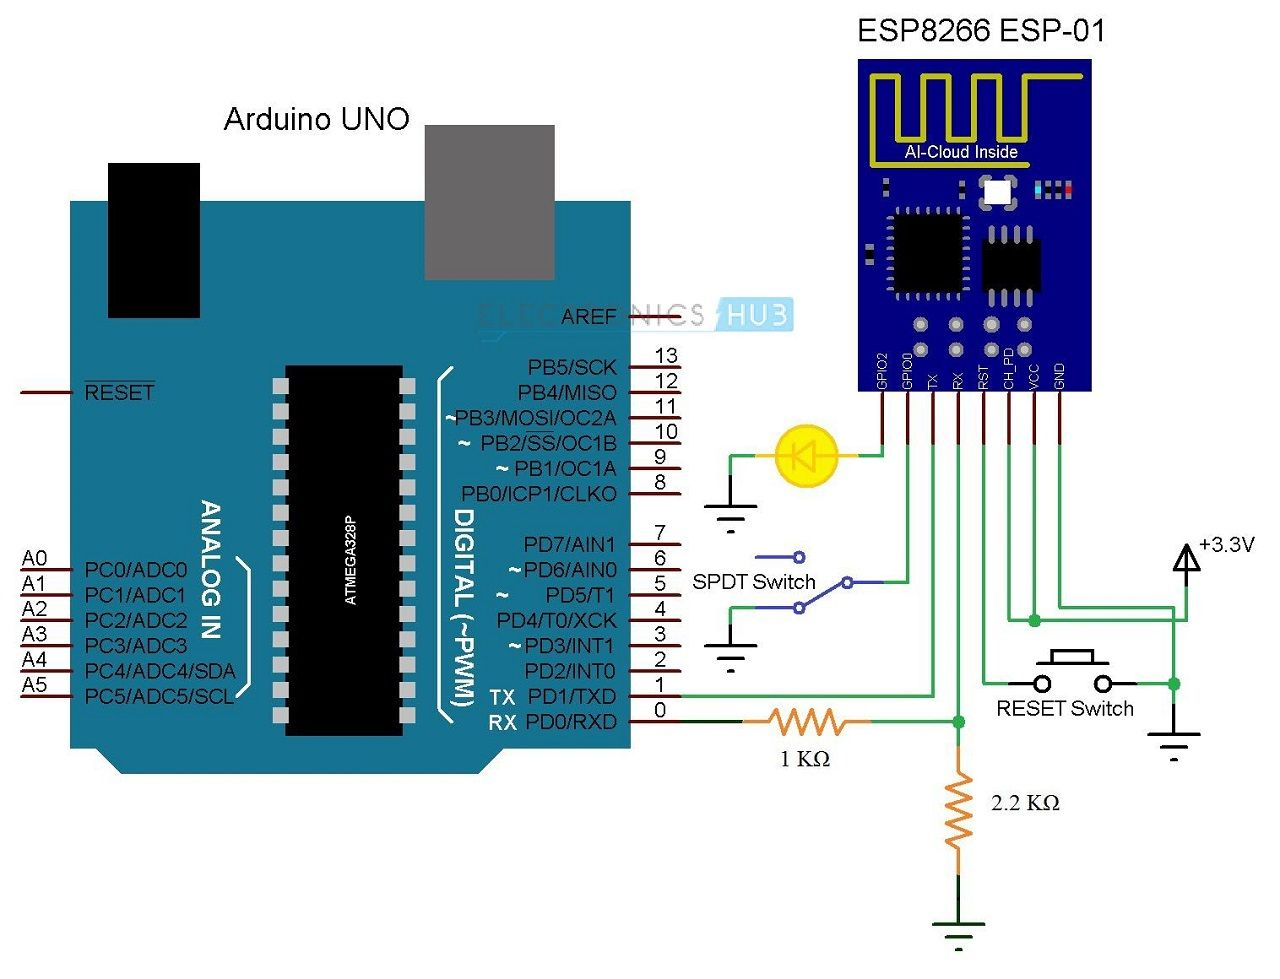 ESP8266 ESP-01
Arduino UNO
AI-Cloud Inside
ELECTRONICS HUB
AREF
PB5/SCK 13
PB4/MISO 12
~PB3/MOSI/OC2A 11
~ PB2/SS/OC1B 10
~ PB1/OC1A 9
PB0/ICP1/CLKO 8
PD7/AIN1 7
~PD6/AIN0 6
~ PD5/T1 5
PD4/T0/XCK 4
~PD3/INT1 3
PD2/INT0 2
TX PD1/TXD 1
RX PD0/RXD 0
RESET
A0 PC0/ADC0
A1 PC1/ADC1
A2 PC2/ADC2
A3 PC3/ADC3
A4 PC4/ADC4/SDA
A5 PC5/ADC5/SCL
ANALOG IN
ATMEGA328P
DIGITAL (~PWM)
GPIO2
GPIO0
TX
RX
RST
CH_PD
VCC
GND
+3.3V
SPDT Switch
RESET Switch
1 KΩ
2.2 KΩ